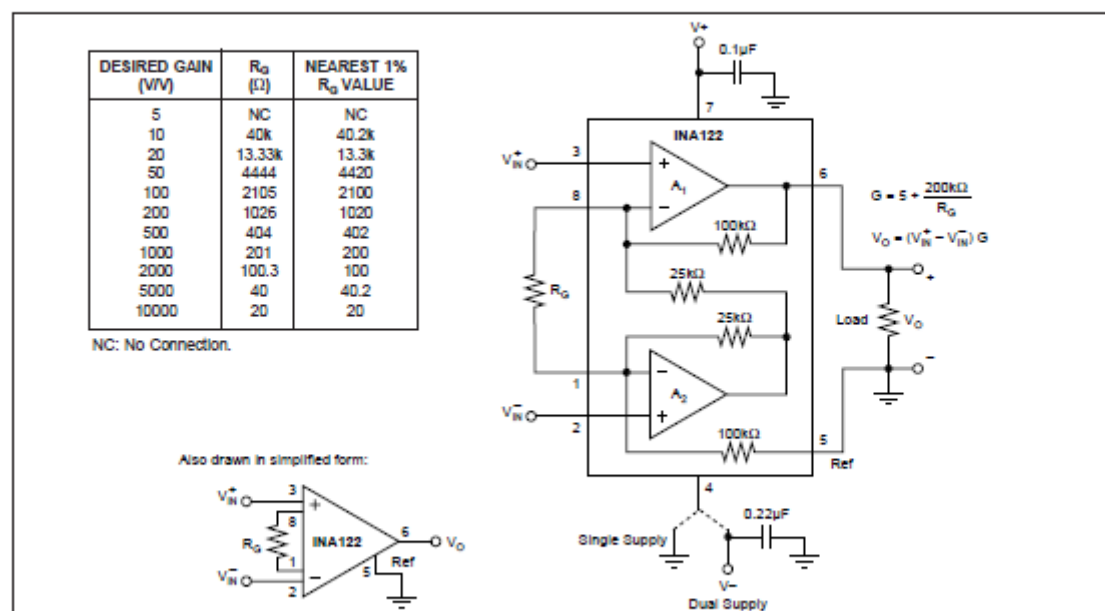 DESIRED GAIN (V/V) RG (Ω) NEAREST 1% RG VALUE
5 NC NC
10 40k 40.2k
20 13.33k 13.3k
50 4444 4420
100 2105 2100
200 1026 1020
500 404 402
1000 201 200
2000 100.3 100
5000 40 40.2
10000 20 20
NC: No Connection.
Also drawn in simplified form:
V+IN
3
8
RG
INA122
6
VO
1
5
Ref
V−IN
2
V+
0.1µF
7
INA122
V+IN
3
+
A1
−
6
8
100kΩ
25kΩ
RG
25kΩ
1
−
A2
+
V−IN
2
100kΩ
5
Ref
4
Single Supply
0.22µF
V−
Dual Supply
G = 5 + 200kΩ/RG
VO = (V+IN − V−IN) G
+
Load
VO
−